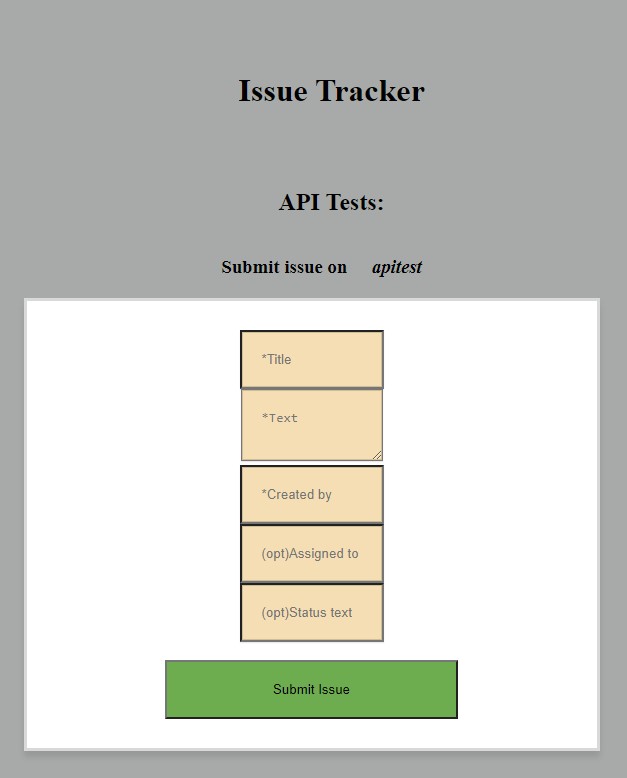 Issue Tracker
API Tests:
Submit issue on apitest
*Title
*Text
*Created by
(opt)Assigned to
(opt)Status text
Submit Issue